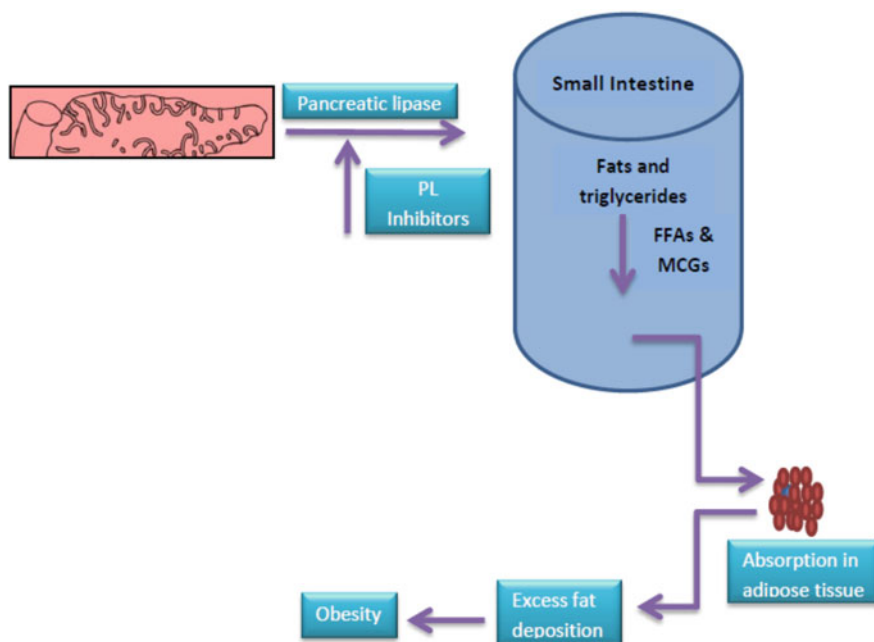 Small Intestine
Pancreatic lipase
PL
Inhibitors
Fats and
triglycerides
FFAs &
MCGs
Absorption in
adipose tissue
Excess fat
deposition
Obesity